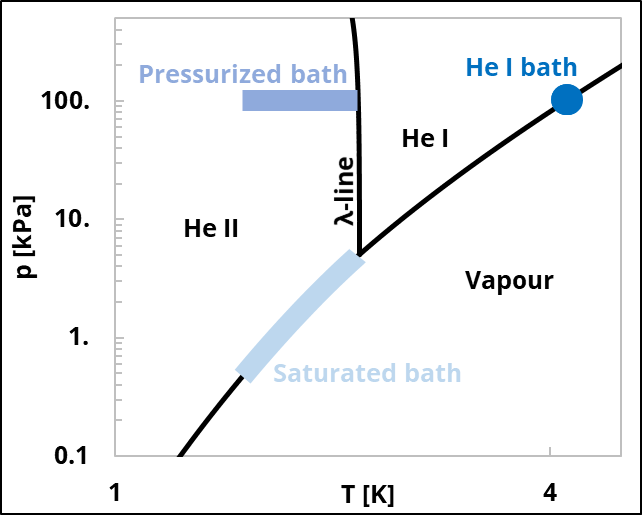 He I bath
Pressurized bath
100.
He I
λ-line
10.
He II
p [kPa]
Vapour
1.
Saturated bath
0.1
1
T [K]
4